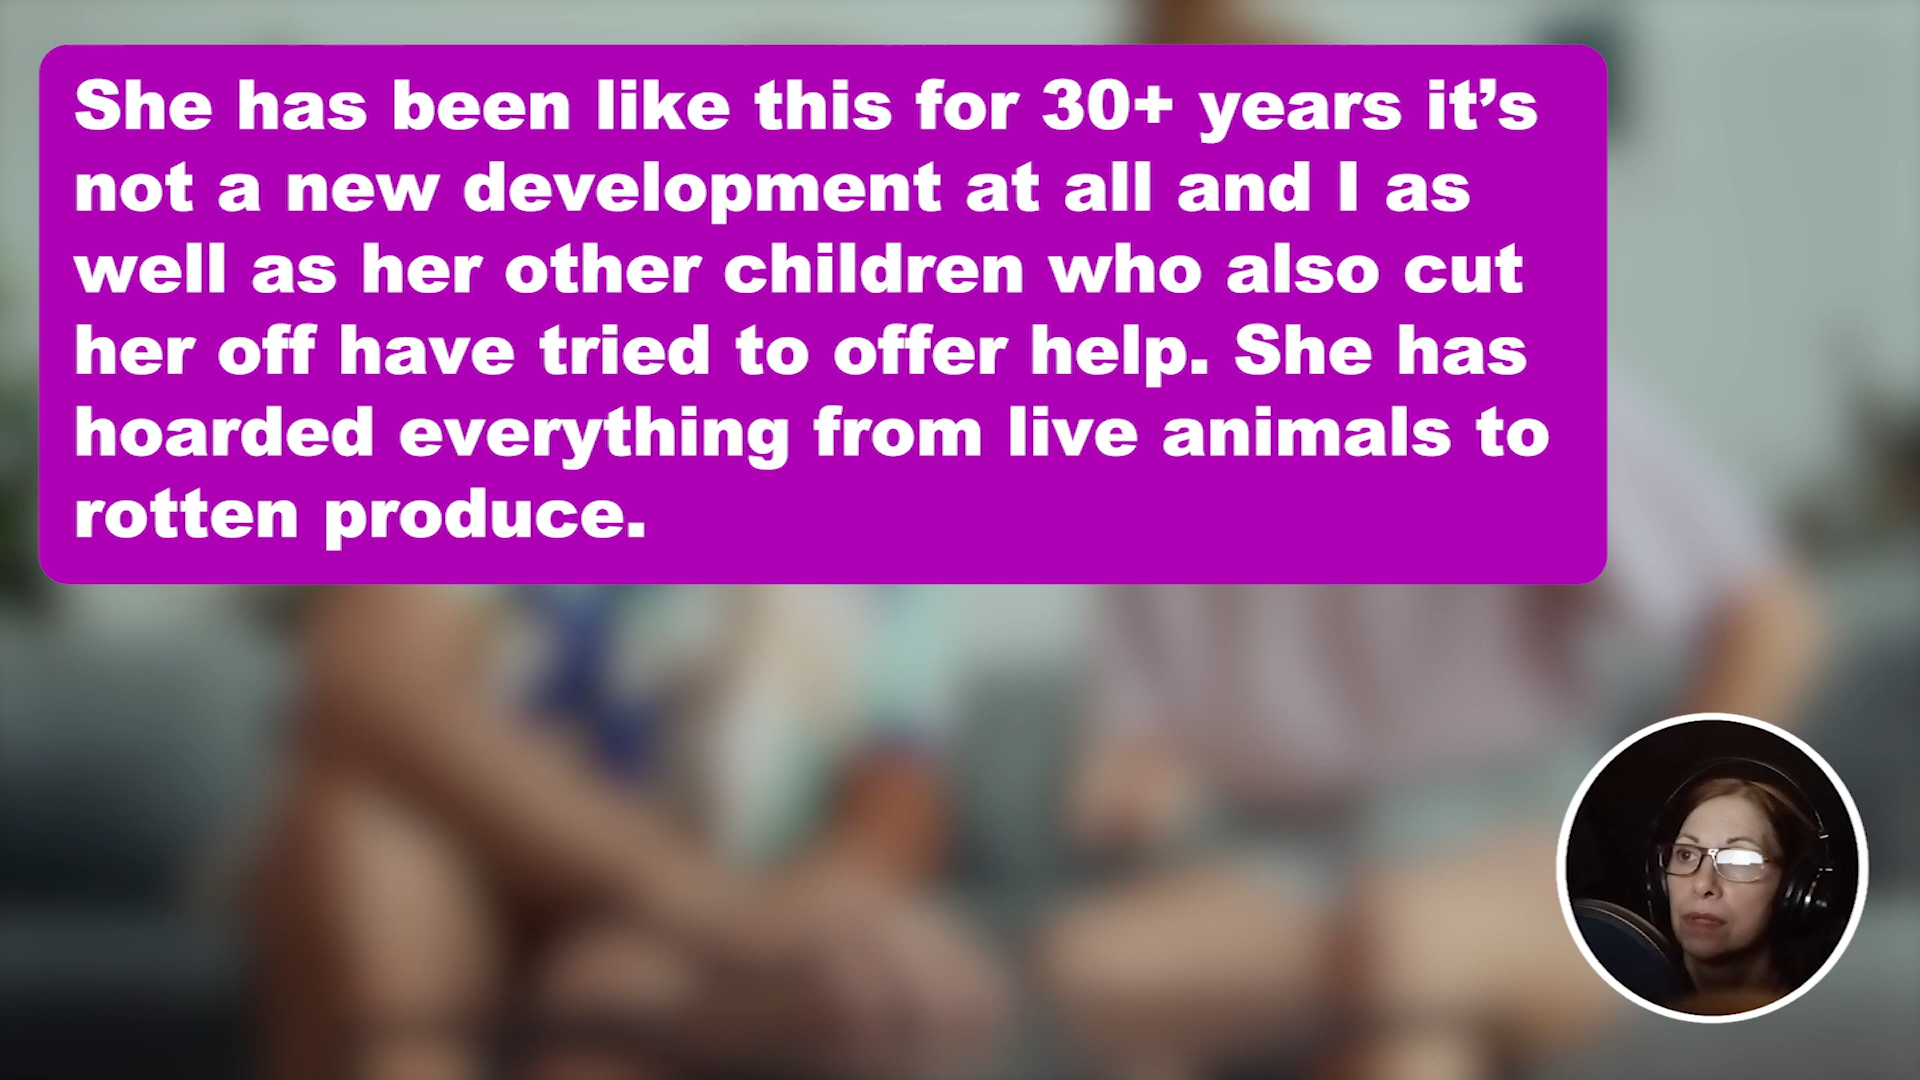 She has been like this for 30+ years it’s
not a new development at all and I as
well as her other children who also cut
her off have tried to offer help. She has
hoarded everything from live animals to
rotten produce.